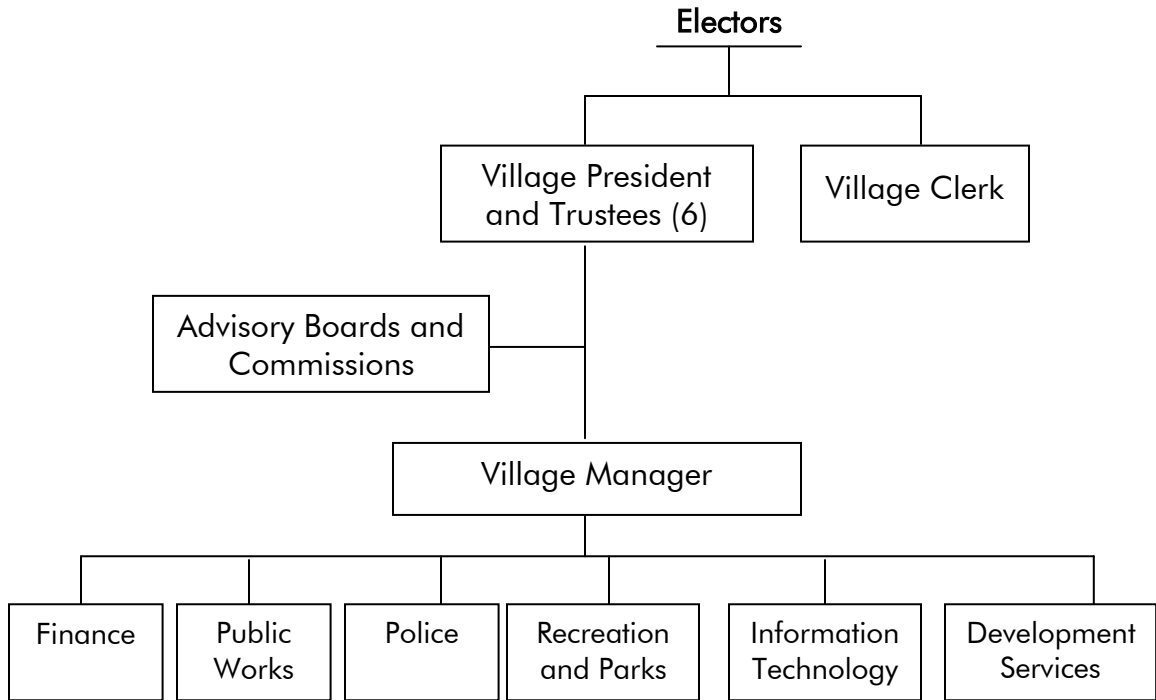 Electors
Village President
and Trustees (6)
Village Clerk
Advisory Boards and
Commissions
Village Manager
Finance
Public
Works
Police
Recreation
and Parks
Information
Technology
Development
Services